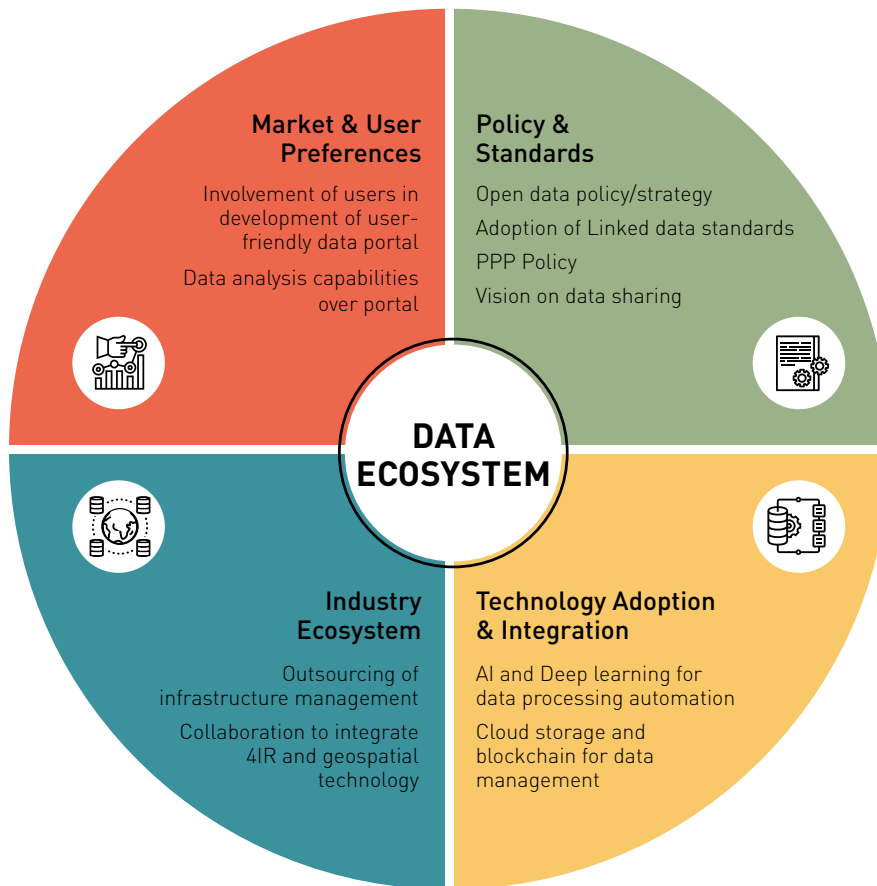 Market & User
Preferences
Involvement of users in
development of user-
friendly data portal
Data analysis capabilities
over portal
Policy &
Standards
Open data policy/strategy
Adoption of Linked data standards
PPP Policy
Vision on data sharing
DATA
ECOSYSTEM
Industry
Ecosystem
Outsourcing of
infrastructure management
Collaboration to integrate
4IR and geospatial
technology
Technology Adoption
& Integration
AI and Deep learning for
data processing automation
Cloud storage and
blockchain for data
management